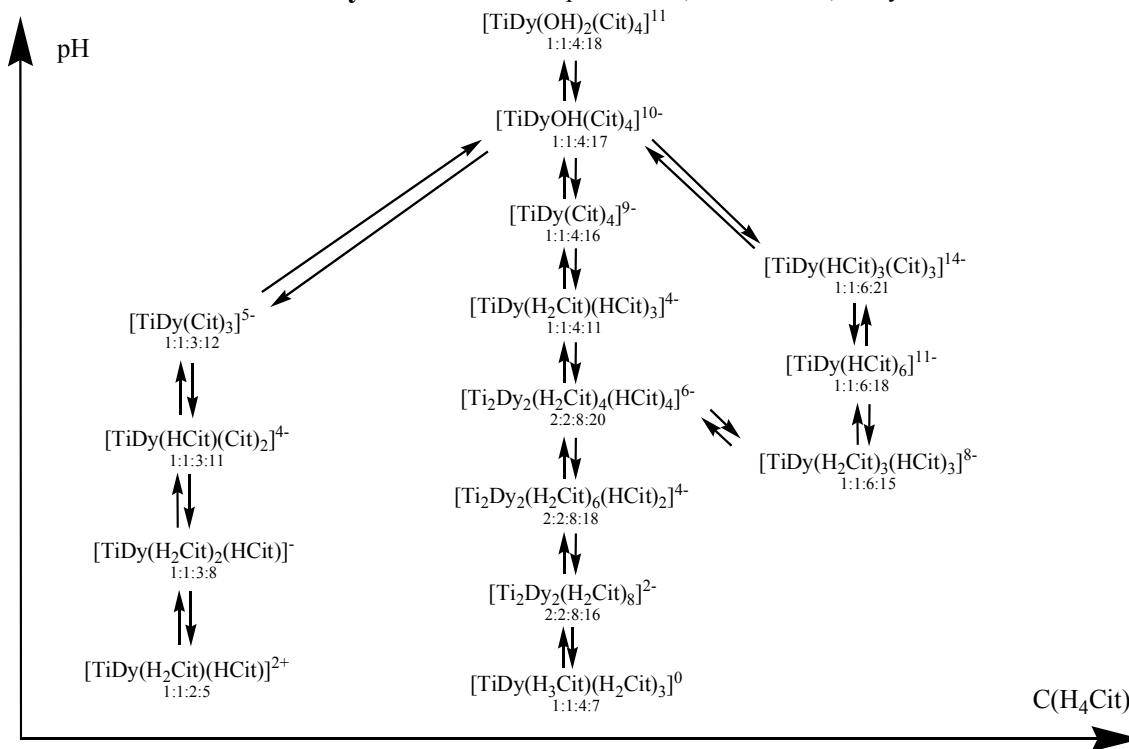 [TiDy(OH)₂(Cit)₄]¹¹
1:1:4:18
pH
[TiDyOH(Cit)₄]¹⁰⁻
1:1:4:17
[TiDy(Cit)₄]⁹⁻
1:1:4:16
[TiDy(HCit)₃(Cit)₃]¹⁴⁻
1:1:6:21
[TiDy(H₂Cit)(HCit)₃]⁴⁻
1:1:4:11
[TiDy(Cit)₃]⁵⁻
1:1:3:12
[TiDy(HCit)₆]¹¹⁻
1:1:6:18
[Ti₂Dy₂(H₂Cit)₄(HCit)₄]⁶⁻
2:2:8:20
[TiDy(HCit)(Cit)₂]⁴⁻
1:1:3:11
[TiDy(H₂Cit)₃(HCit)₃]⁸⁻
1:1:6:15
[Ti₂Dy₂(H₂Cit)₆(HCit)₂]⁴⁻
2:2:8:18
[TiDy(H₂Cit)₂(HCit)]⁻
1:1:3:8
[Ti₂Dy₂(H₂Cit)₈]²⁻
2:2:8:16
[TiDy(H₂Cit)(HCit)]²⁺
1:1:2:5
[TiDy(H₃Cit)(H₂Cit)₃]⁰
1:1:4:7
C(H₄Cit)